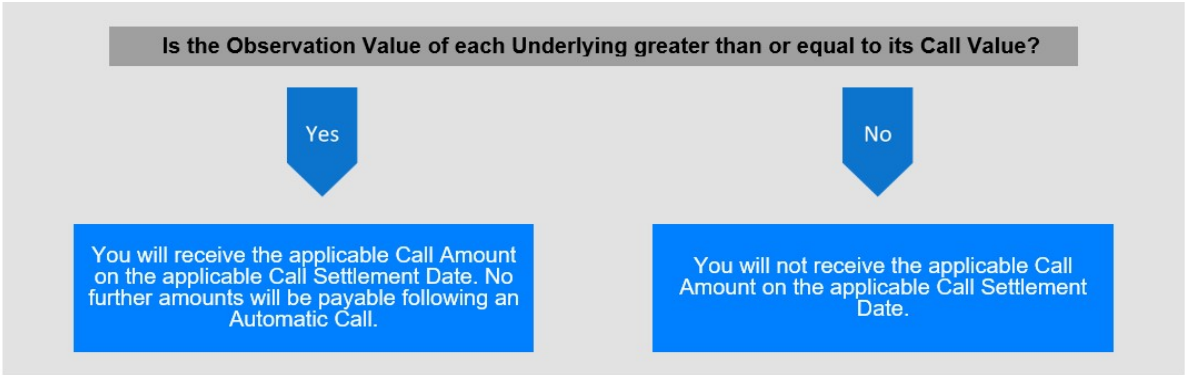 Is the Observation Value of each Underlying greater than or equal to its Call Value?
Yes
No
You will receive the applicable Call Amount
on the applicable Call Settlement Date. No
further amounts will be payable following an
Automatic Call.
You will not receive the applicable Call
Amount on the applicable Call Settlement
Date.